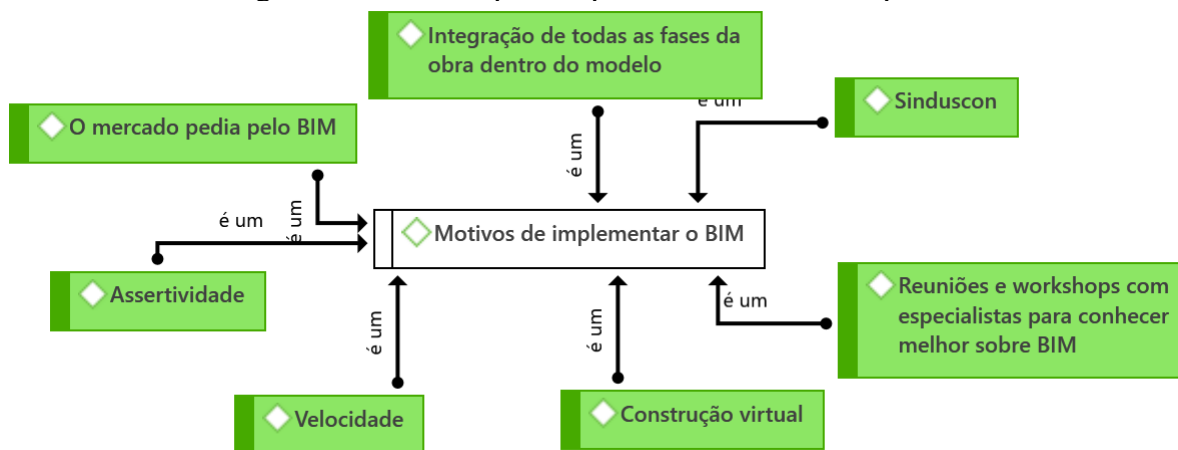 Integração de todas as fases da
obra dentro do modelo
é um
Sinduscon
O mercado pedia pelo BIM
é um
é um
é um
Motivos de implementar o BIM
Assertividade
é um
é um
é um
Reuniões e workshops com
especialistas para conhecer
melhor sobre BIM
Velocidade
Construção virtual